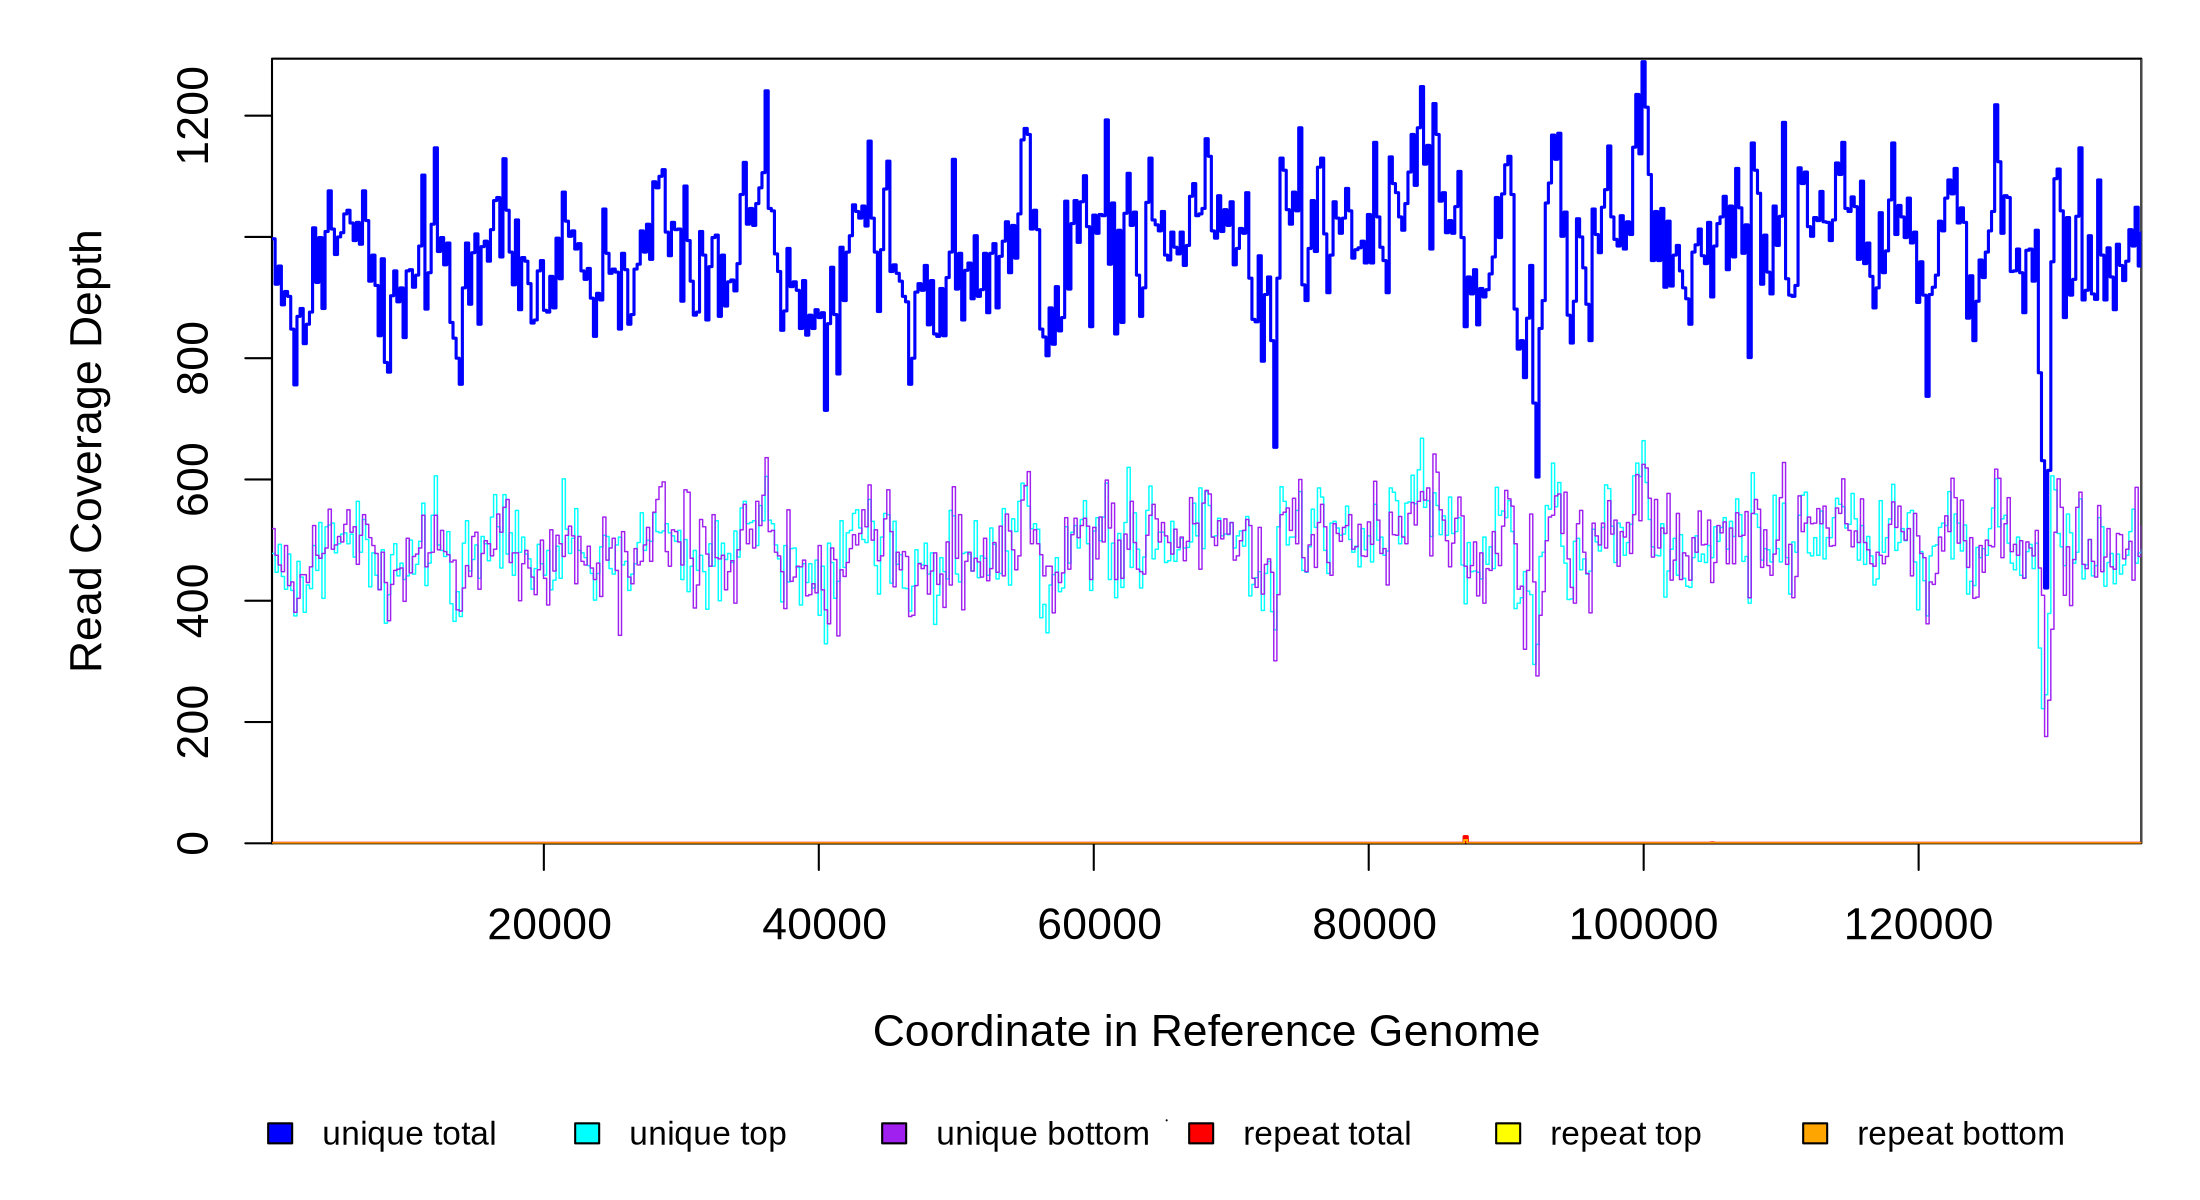 Read Coverage Depth
1200
800
600
400
200
0
20000 40000 60000 80000 100000 120000
Coordinate in Reference Genome
unique total unique top unique bottom repeat total repeat top repeat bottom